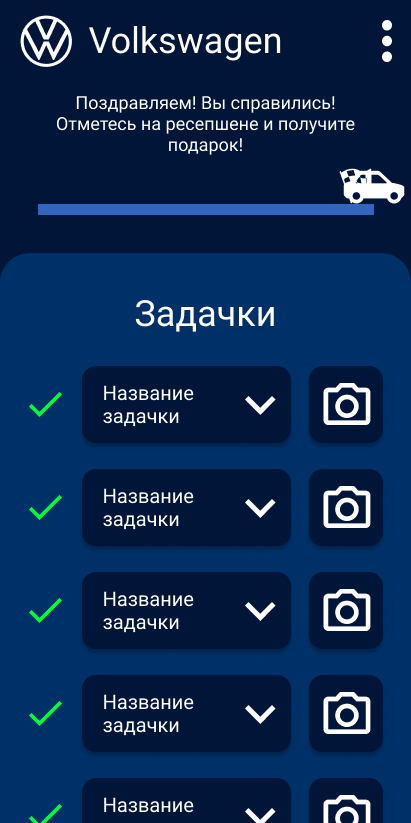 Volkswagen
Поздравляем! Вы справились!
Отметесь на ресепшене и получите
подарок!
Задачки
Название
задачки
Название
задачки
Название
задачки
Название
задачки
Название
задачки